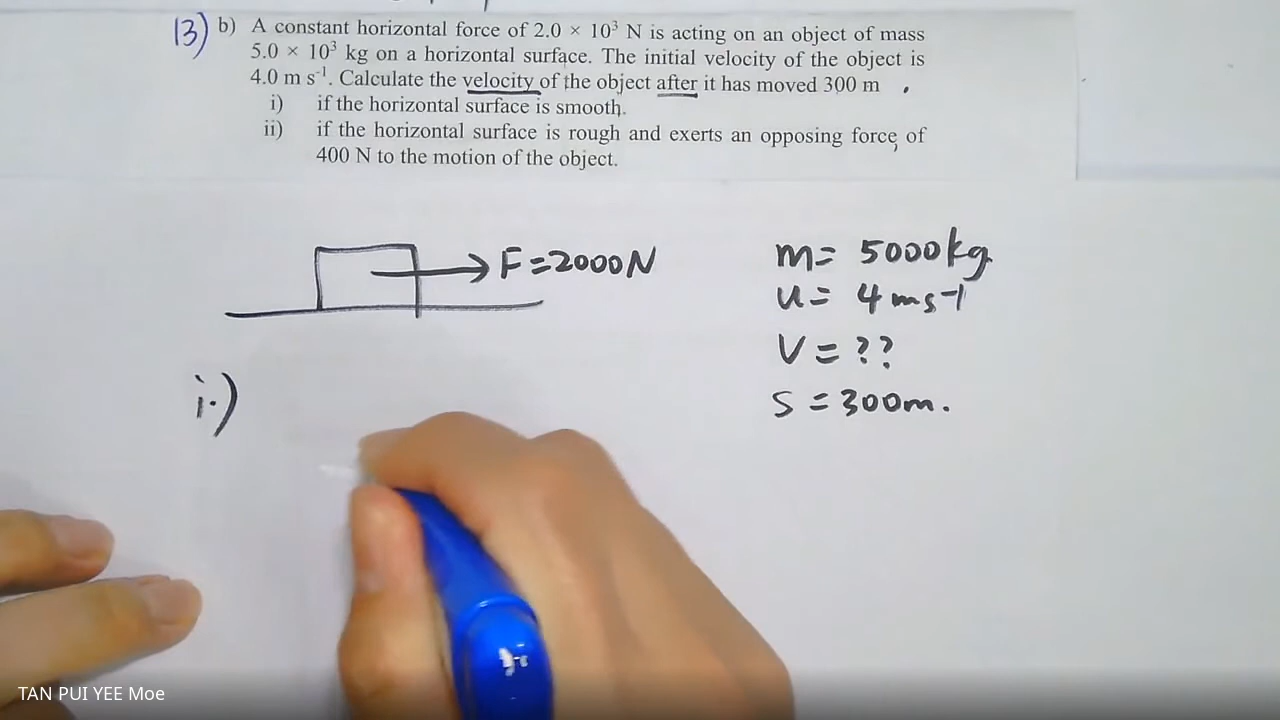 13) b) A constant horizontal force of 2.0 × 10³ N is acting on an object of mass
5.0 × 10³ kg on a horizontal surface. The initial velocity of the object is
4.0 m s⁻¹. Calculate the velocity of the object after it has moved 300 m
i) if the horizontal surface is smooth.
ii) if the horizontal surface is rough and exerts an opposing force, of
400 N to the motion of the object.
F=2000N
m= 5000kg.
u= 4ms⁻¹
V=??
S=300m.
i.)
TAN PUI YEE Moe